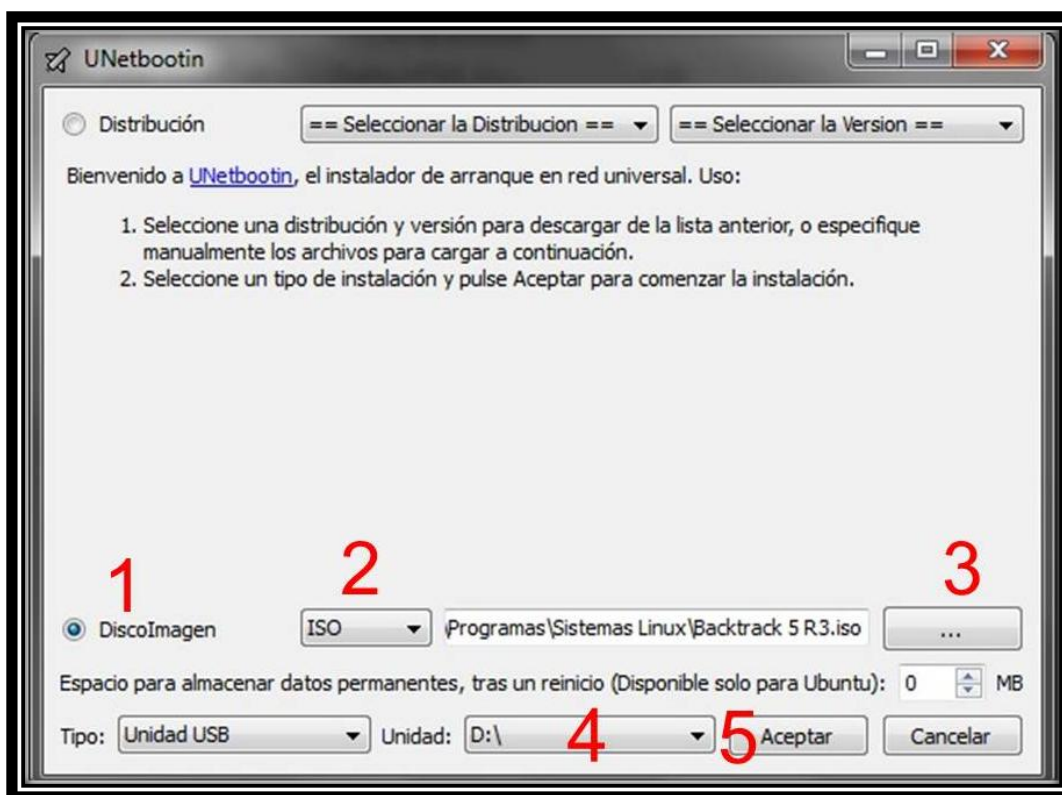 UNetbootin
Distribución == Seleccionar la Distribucion == == Seleccionar la Version ==
Bienvenido a UNetbootin, el instalador de arranque en red universal. Uso:
1. Seleccione una distribución y versión para descargar de la lista anterior, o especifique
manualmente los archivos para cargar a continuación.
2. Seleccione un tipo de instalación y pulse Aceptar para comenzar la instalación.
1 2 3
DiscoImagen ISO \Programas\Sistemas Linux\Backtrack 5 R3.iso ...
Espacio para almacenar datos permanentes, tras un reinicio (Disponible solo para Ubuntu): 0 MB
Tipo: Unidad USB Unidad: D:\ 4 5 Aceptar Cancelar